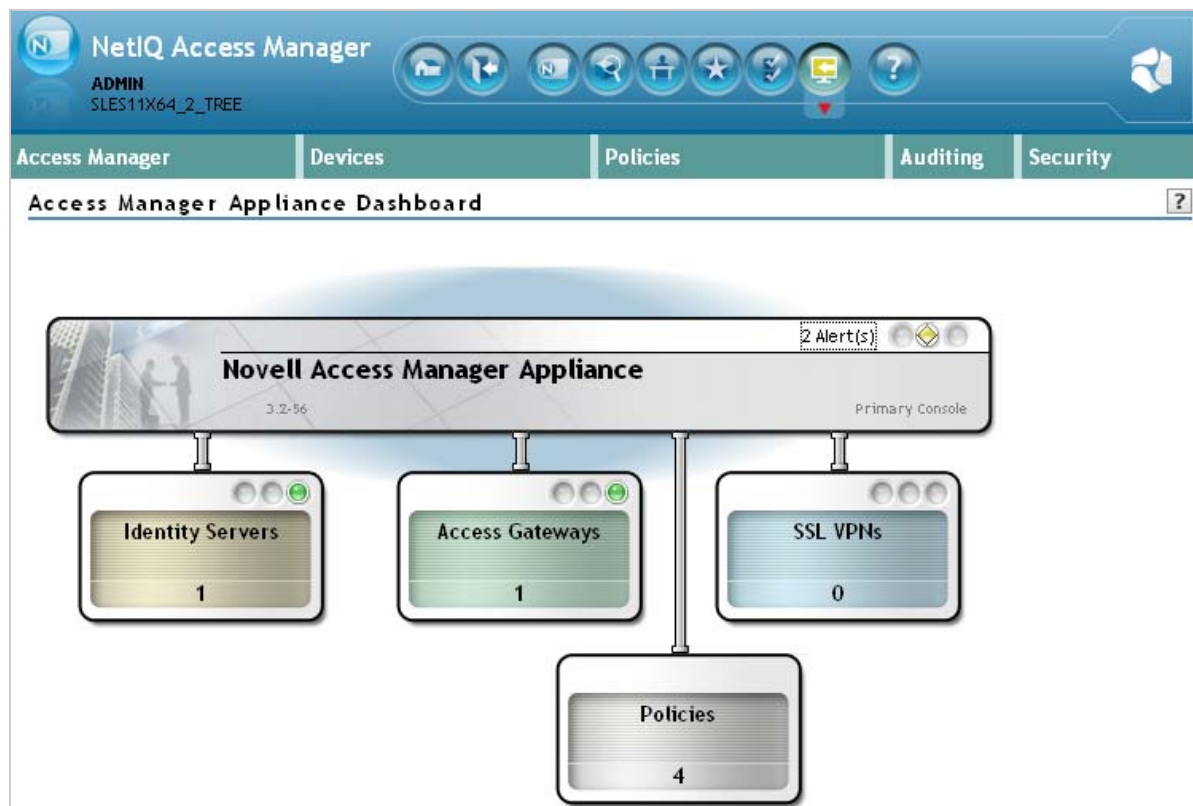 NetIQ Access Manager
ADMIN
SLES11X64_2_TREE
N
N
?
Access Manager
Devices
Policies
Auditing
Security
Access Manager Appliance Dashboard
?
2 Alert(s)
Novell Access Manager Appliance
3.2-56
Primary Console
Identity Servers
1
Access Gateways
1
SSL VPNs
0
Policies
4